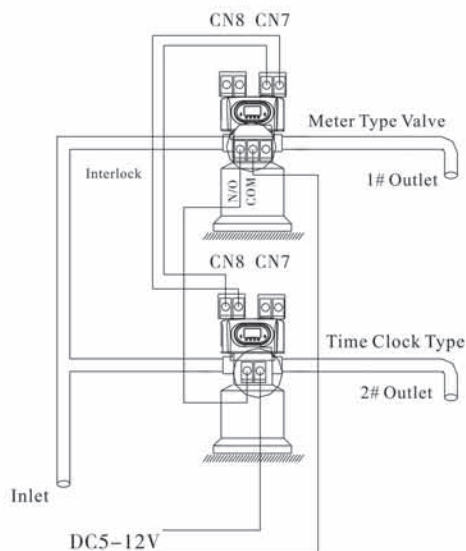 CN8 CN7
Meter Type Valve
Interlock
N/O
COM
1# Outlet
CN8 CN7
Time Clock Type
2# Outlet
Inlet
DC5-12V